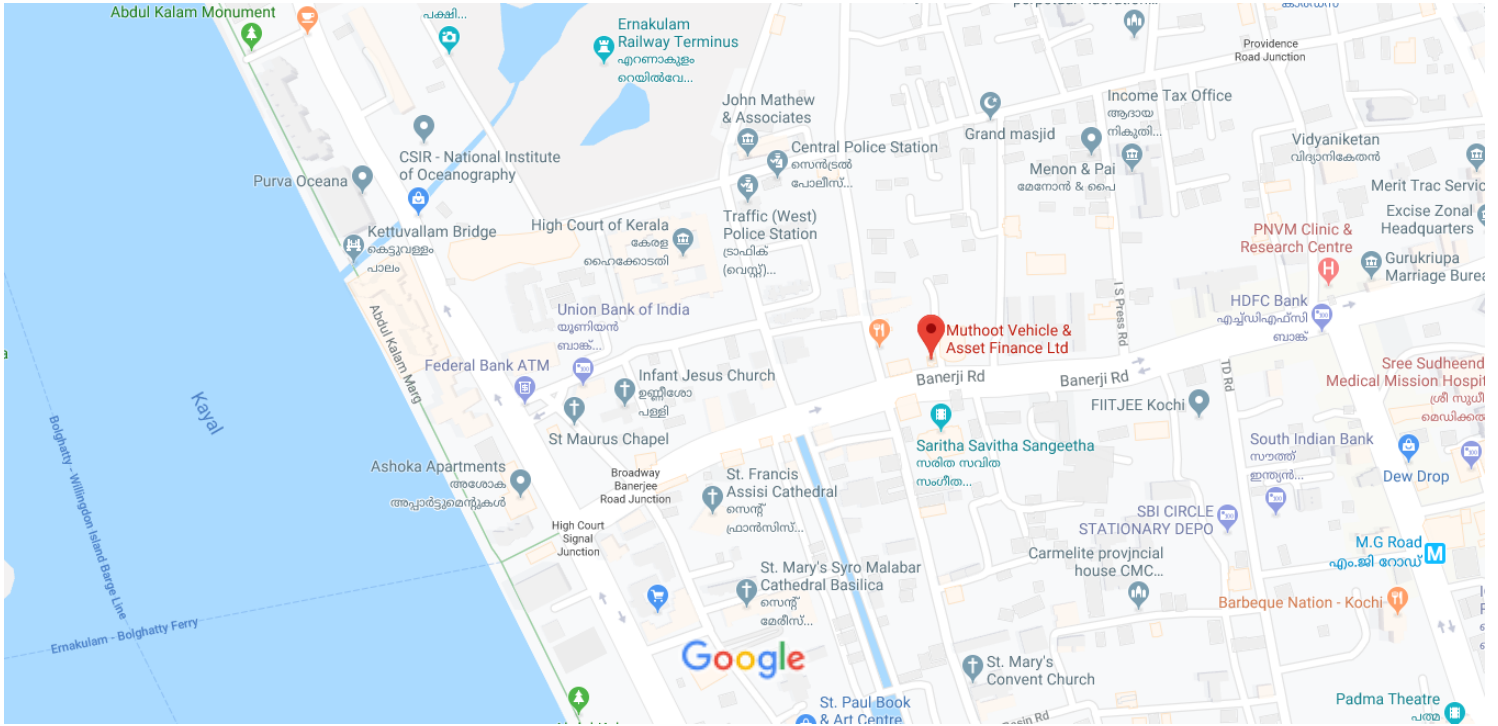 Abdul Kalam Monument
പക്ഷി...
Ernakulam
Railway Terminus
എറണാകുളം
റെയിൽവേ...
Providence
Road Junction
John Mathew
& Associates
Income Tax Office
ആദായ
നികുതി...
Grand masjid
Central Police Station
സെൻട്രൽ
പോലീസ്...
Menon & Pai
മേനോൻ & പൈ
Vidyaniketan
വിദ്യാനികേതൻ
CSIR - National Institute
of Oceanography
Purva Oceana
Merit Trac Servic
Kettuvallam Bridge
കെട്ടുവള്ളം
പാലം
High Court of Kerala
കേരള
ഹൈക്കോടതി
Traffic (West)
Police Station
ട്രാഫിക്
(വെസ്റ്റ്)...
Excise Zonal
Headquarters
PNVM Clinic &
Research Centre
Gurukriupa
Marriage Burea
Abdul Kalam Marg
Union Bank of India
യൂണിയൻ
ബാങ്ക്...
I S Press Rd
HDFC Bank
എച്ച്ഡിഎഫ്സി
ബാങ്ക്
Muthoot Vehicle &
Asset Finance Ltd
Federal Bank ATM
Infant Jesus Church
ഉണ്ണീശോ
പള്ളി
Banerji Rd
Banerji Rd
TD Rd
Sree Sudheend
Medical Mission Hospit
ശ്രീ സുധീ
മെഡിക്കൽ
Kayal
FIITJEE Kochi
St Maurus Chapel
Saritha Savitha Sangeetha
സരിത സവിത
സംഗീത...
South Indian Bank
സൗത്ത്
ഇന്ത്യൻ...
Dew Drop
Bolghatty - Willingdon Island Barge Line
Ashoka Apartments
അശോക
അപ്പാർട്ടുമെന്റുകൾ
Broadway
Banerjee
Road Junction
St. Francis
Assisi Cathedral
സെന്റ്
ഫ്രാൻസിസ്...
SBI CIRCLE
STATIONARY DEPO
High Court
Signal
Junction
M.G Road
എം.ജി റോഡ്
M
Carmelite provjncial
house CMC...
St. Mary's Syro Malabar
Cathedral Basilica
സെന്റ്
മേരീസ്...
Barbeque Nation - Kochi
Ernakulam - Bolghatty Ferry
Google
St. Mary's
Convent Church
St. Paul Book
& Art Centre
Padma Theatre
പത്മ